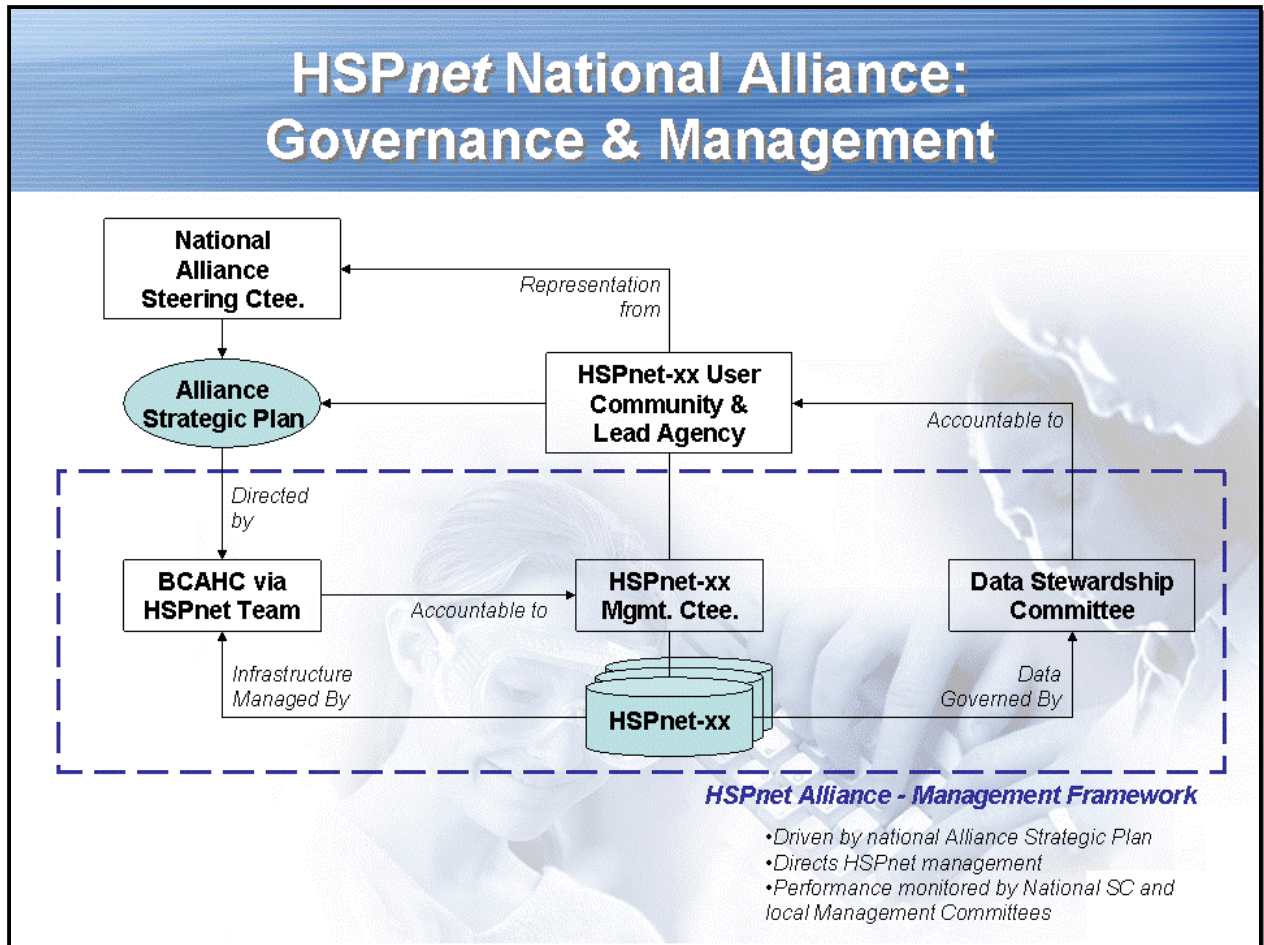 HSPnet National Alliance:
Governance & Management
National
Alliance
Steering Ctee.
Representation
from
Alliance
Strategic Plan
HSPnet-xx User
Community &
Lead Agency
Accountable to
Directed
by
BCAHC via
HSPnet Team
Accountable to
HSPnet-xx
Mgmt. Ctee.
Data Stewardship
Committee
Infrastructure
Managed By
HSPnet-xx
Data
Governed By
HSPnet Alliance - Management Framework
•Driven by national Alliance Strategic Plan
•Directs HSPnet management
•Performance monitored by National SC and
local Management Committees